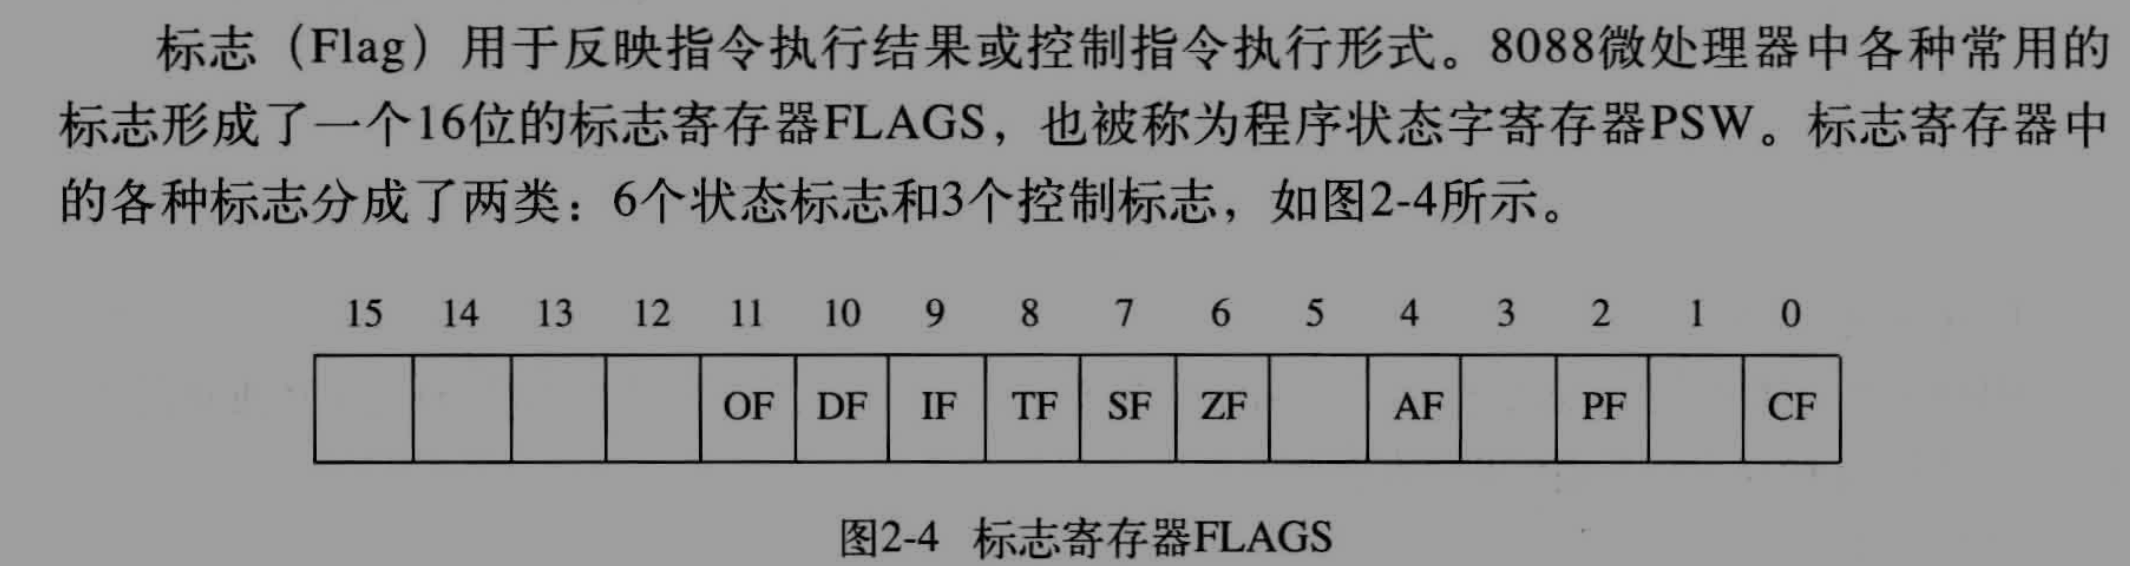 标志（Flag）用于反映指令执行结果或控制指令执行形式。8088微处理器中各种常用的
标志形成了一个16位的标志寄存器FLAGS，也被称为程序状态字寄存器PSW。标志寄存器中
的各种标志分成了两类：6个状态标志和3个控制标志，如图2-4所示。
15 14 13 12 11 10 9 8 7 6 5 4 3 2 1 0
OF DF IF TF SF ZF AF PF CF
图2-4 标志寄存器FLAGS